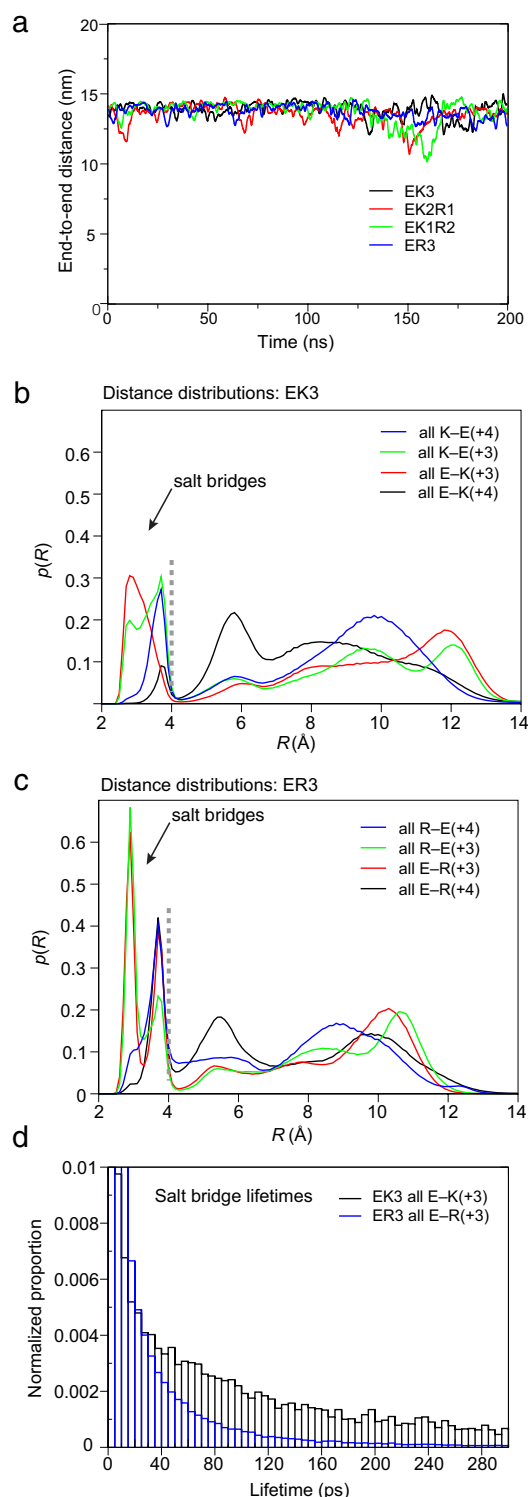 a
20
15
10
5
0
End-to-end distance (nm)
EK3
EK2R1
EK1R2
ER3
0 50 100 150 200
Time (ns)
b
Distance distributions: EK3
0.6
0.5
0.4
0.3
0.2
0.1
p(R)
salt bridges
all K–E(+4)
all K–E(+3)
all E–K(+3)
all E–K(+4)
2 4 6 8 10 12 14
R (Å)
c
Distance distributions: ER3
0.6
0.5
0.4
0.3
0.2
0.1
0
p(R)
salt bridges
all R–E(+4)
all R–E(+3)
all E–R(+3)
all E–R(+4)
2 4 6 8 10 12 14
R (Å)
d
0.01
0.008
0.006
0.004
0.002
0
Normalized proportion
Salt bridge lifetimes
EK3 all E–K(+3)
ER3 all E–R(+3)
0 40 80 120 160 200 240 280
Lifetime (ps)